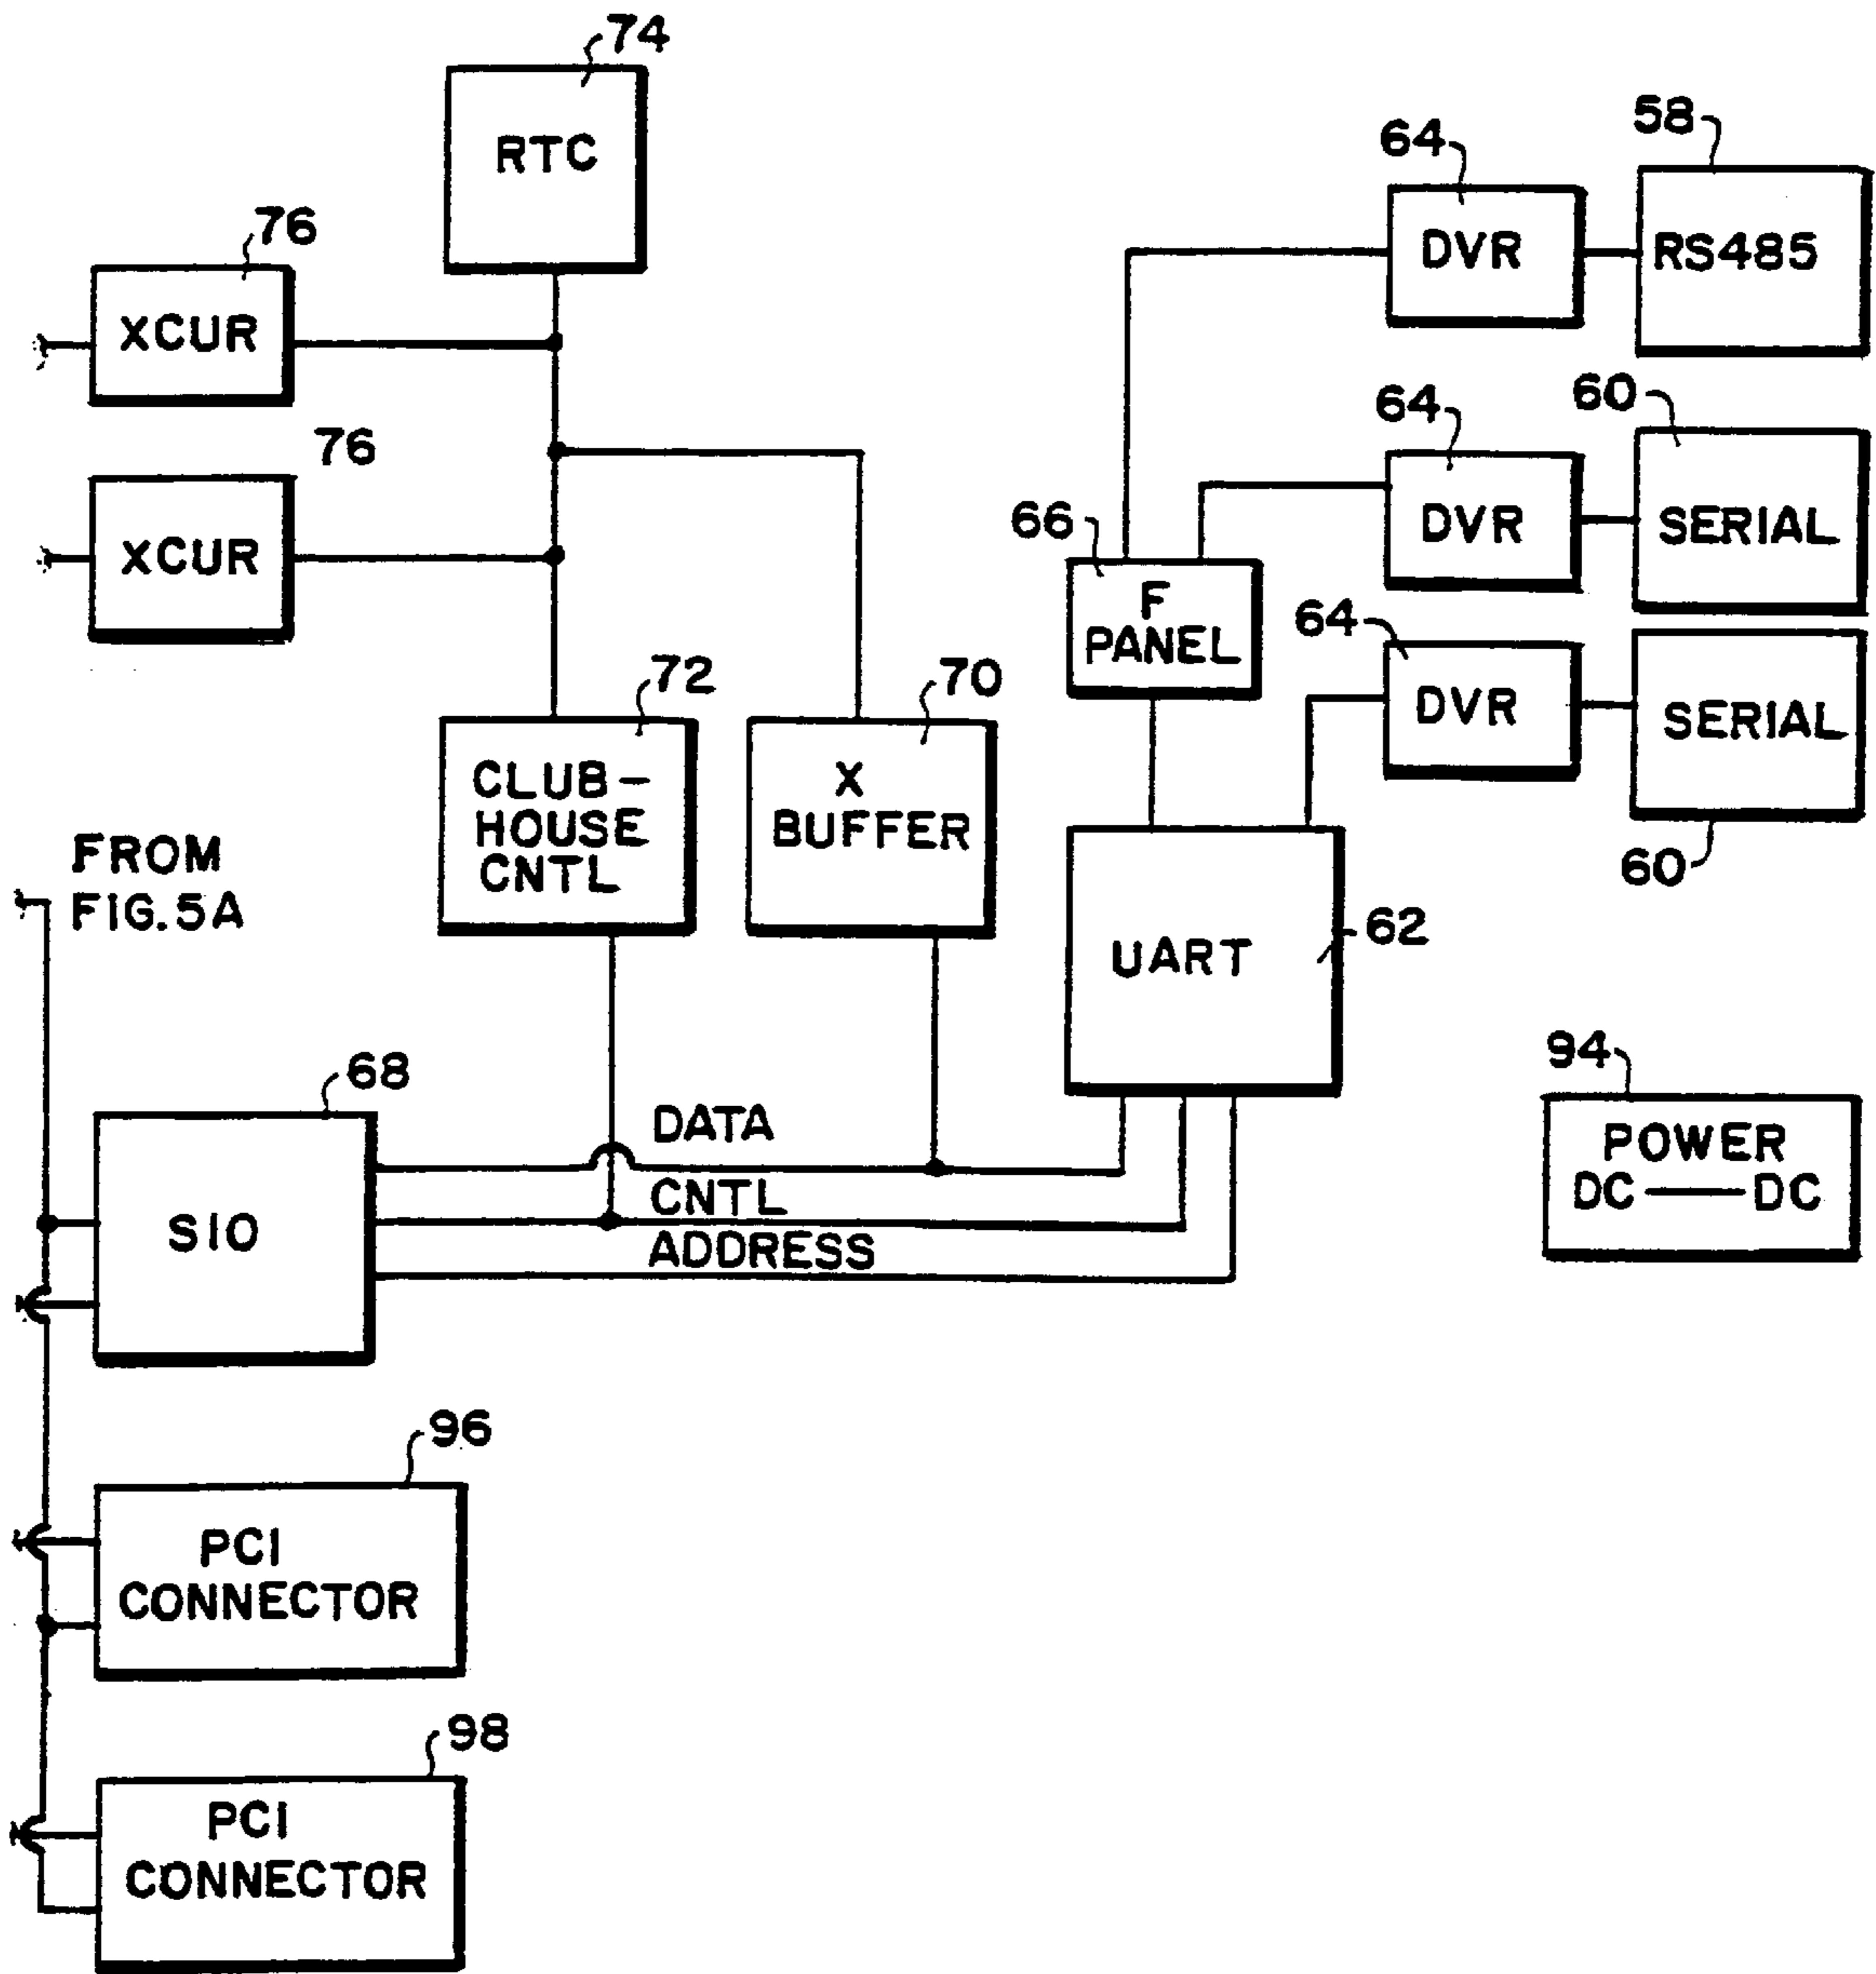 74
RTC
58
64
DVR
RS485
76
XCUR
64
60
DVR
SERIAL
76
XCUR
66
F
PANEL
64
DVR
SERIAL
60
72
CLUB-
HOUSE
CNTL
70
X
BUFFER
FROM
FIG. 5A
UART
62
68
SIO
DATA
CNTL
ADDRESS
94
POWER
DC — DC
96
PCI
CONNECTOR
98
PCI
CONNECTOR